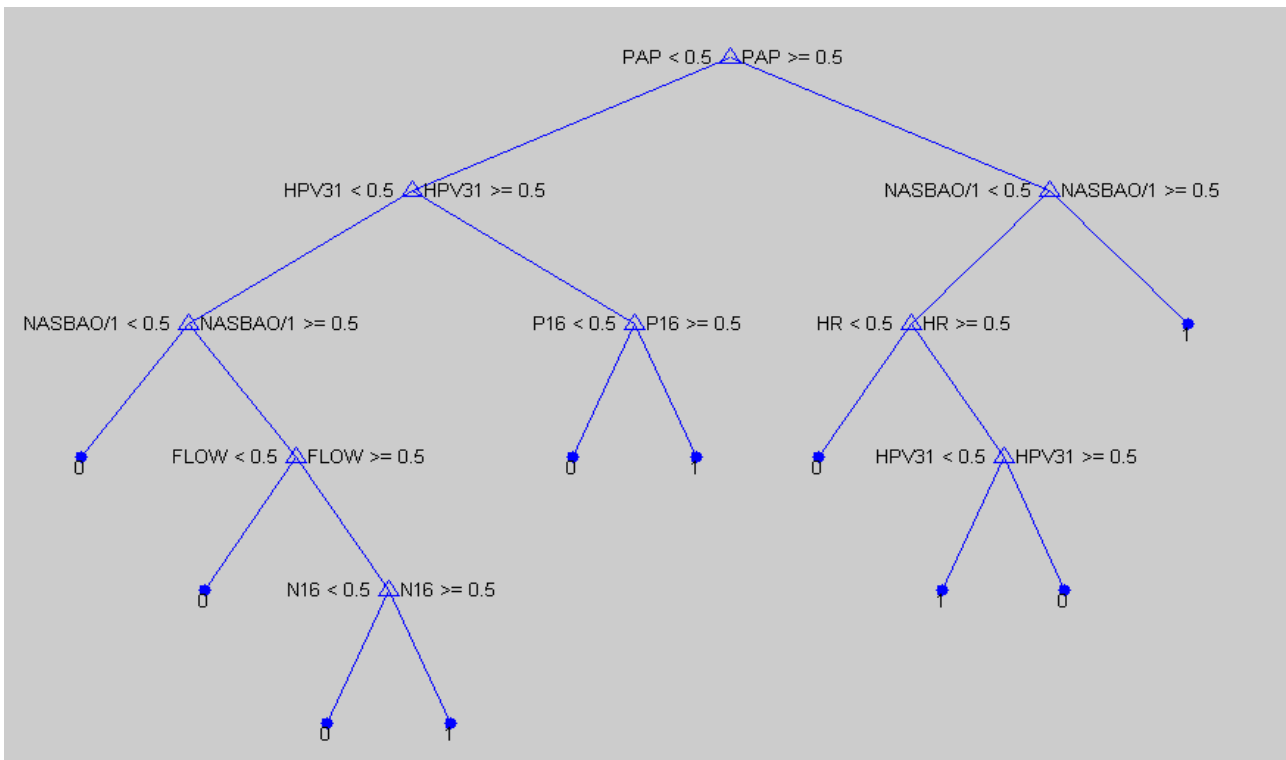 PAP < 0.5 PAP >= 0.5
HPV31 < 0.5 HPV31 >= 0.5 NASBAO/1 < 0.5 NASBAO/1 >= 0.5
NASBAO/1 < 0.5 NASBAO/1 >= 0.5 P16 < 0.5 P16 >= 0.5 HR < 0.5 HR >= 0.5 1
0 FLOW < 0.5 FLOW >= 0.5 0 1 0 HPV31 < 0.5 HPV31 >= 0.5
0 N16 < 0.5 N16 >= 0.5 1 0
0 1